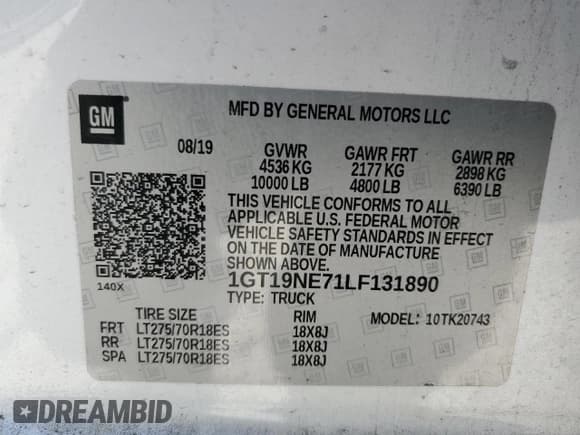 GM
MFD BY GENERAL MOTORS LLC
08/19 GVWR GAWR FRT GAWR RR
4536 KG 2177 KG 2898 KG
10000 LB 4800 LB 6390 LB
THIS VEHICLE CONFORMS TO ALL
APPLICABLE U.S. FEDERAL MOTOR
VEHICLE SAFETY STANDARDS IN EFFECT
ON THE DATE OF MANUFACTURE
SHOWN ABOVE.
140X
1GT19NE71LF131890
TYPE: TRUCK
TIRE SIZE RIM MODEL: 10TK20743
FRT LT275/70R18ES 18X8J
RR LT275/70R18ES 18X8J
SPA LT275/70R18ES 18X8J
DREAMBID